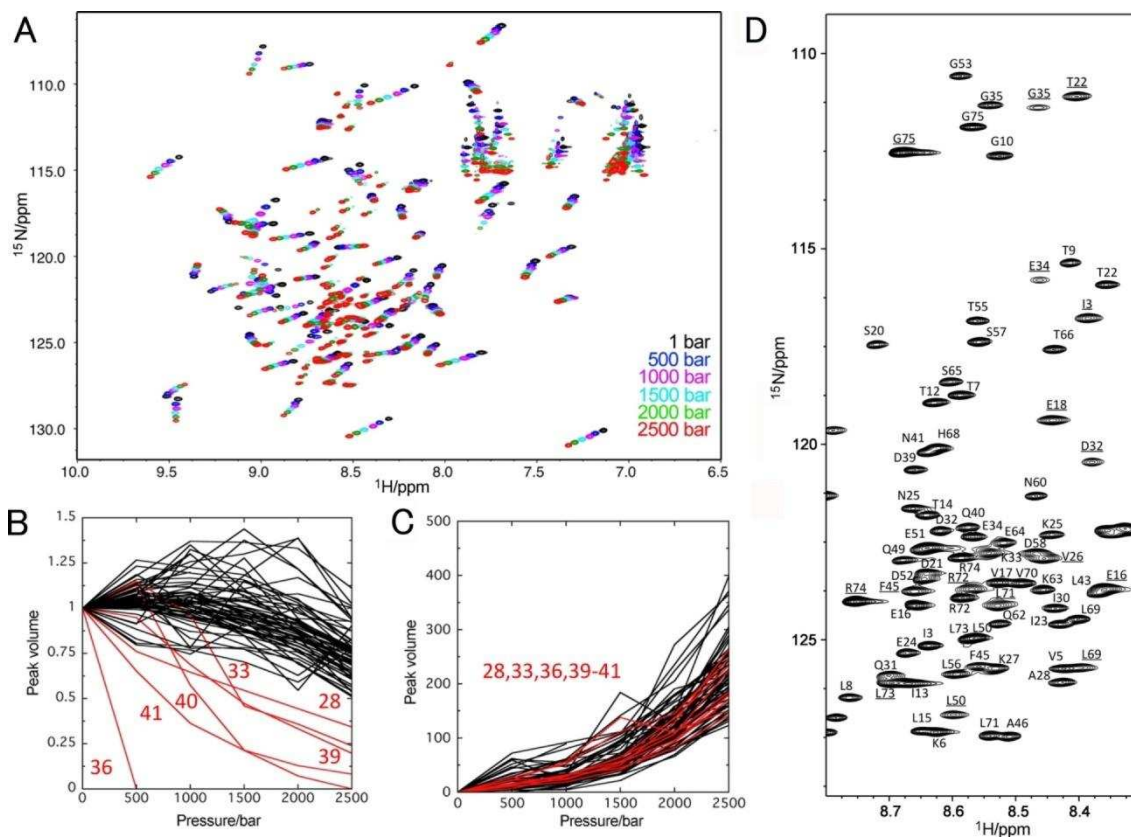 A
110.0
115.0
120.0
125.0
130.0
15N/ppm
1 bar
500 bar
1000 bar
1500 bar
2000 bar
2500 bar
10.0 9.5 9.0 8.5 8.0 7.5 7.0 6.5
1H/ppm
B
1.5
1.25
1
0.75
0.5
0.25
0
Peak volume
33
28
40
41
39
36
0 500 1000 1500 2000 2500
Pressure/bar
C
500
400
300
200
100
0
Peak volume
28,33,36,39-41
0 500 1000 1500 2000 2500
Pressure/bar
D
110
115
120
125
15N/ppm
G53
G35 G35 T22
G75
G75 G10
T9
E34 T22
T55 I3
S20 S57 T66
S65
T12 T7
E18
N41 H68
D39 D32
N25 N60
T14
D32 Q40
E34 E64 K25
E51 D58
Q49 K33 V26
D21 R74
D52 R72 V17 V70 K63 L43 E16
R74 F45 L71 I30
E16 R72 Q62 I23 L69
I3 L73 L50
E24
Q31 F45 V5 L69
L56 K27 A28
L8 L73 I13
L50
L15 L71 A46
K6
8.7 8.6 8.5 8.4
1H/ppm